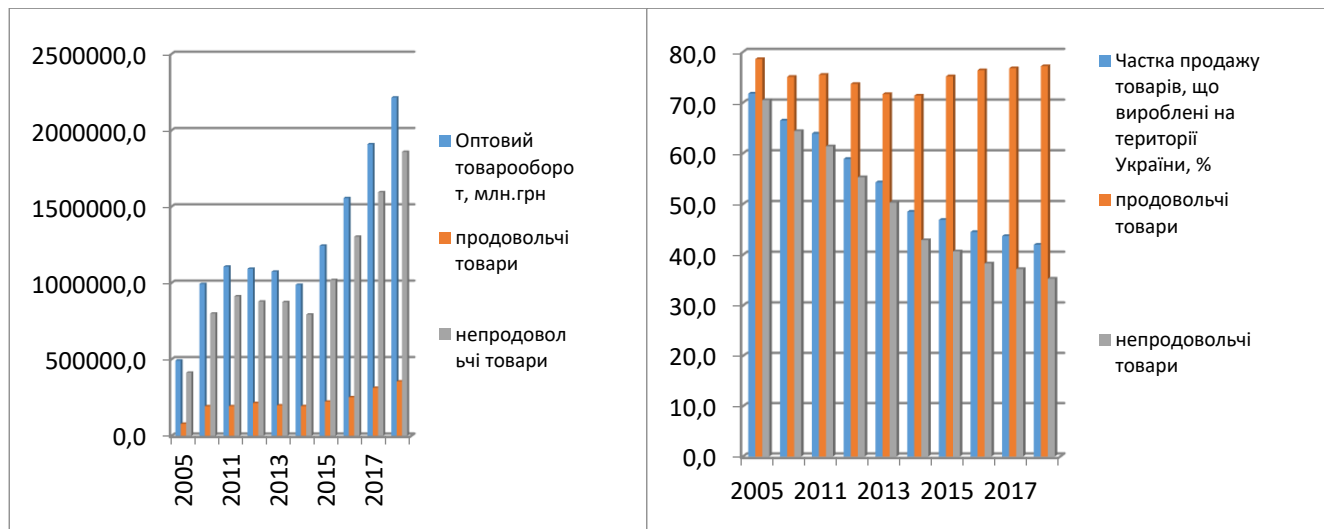 2500000,0
2000000,0
1500000,0
1000000,0
500000,0
0,0
2005
2011
2013
2015
2017
Оптовий
товарооборо
т, млн.грн
продовольчі
товари
непродовол
ьчі товари
80,0
70,0
60,0
50,0
40,0
30,0
20,0
10,0
0,0
2005 2011 2013 2015 2017
Частка продажу
товарів, що
вироблені на
території
України, %
продовольчі
товари
непродовольчі
товари